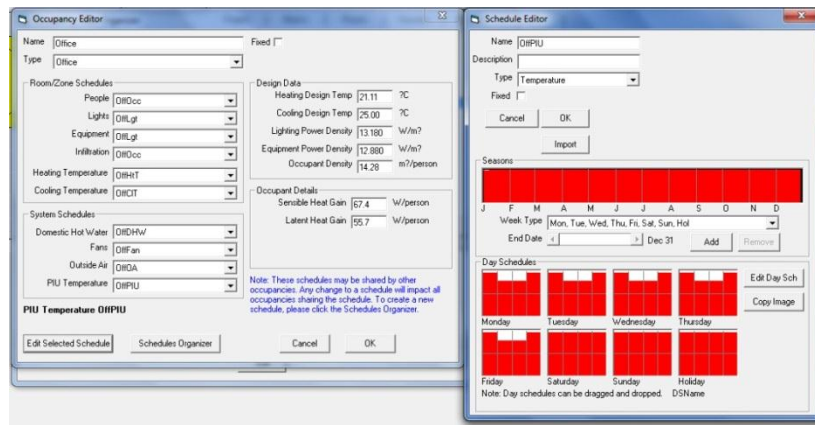 Occupancy Editor
Name Office
Fixed
Type Office
Room/Zone Schedules
People OffOcc
Lights OffLgt
Equipment OffLgt
Infiltration OffOcc
Heating Temperature OffHtT
Cooling Temperature OffClT
System Schedules
Domestic Hot Water OffDHW
Fans OffFan
Outside Air OffOA
PIU Temperature OffPIU
PIU Temperature OffPIU
Edit Selected Schedule
Schedules Organizer
Design Data
Heating Design Temp 21.11 ?C
Cooling Design Temp 25.00 ?C
Lighting Power Density 13.180 W/m?
Equipment Power Density 12.880 W/m?
Occupant Density 14.28 m?/person
Occupant Details
Sensible Heat Gain 67.4 W/person
Latent Heat Gain 55.7 W/person
Note: These schedules may be shared by other
occupancies. Any change to a schedule will impact all
occupancies sharing the schedule. To create a new
schedule, please click the Schedules Organizer.
Cancel OK
Schedule Editor
Name OffPIU
Description
Type Temperature
Fixed
Cancel OK
Import
Seasons
J F M A M J J A S O N D
Week Type Mon, Tue, Wed, Thu, Fri, Sat, Sun, Hol
End Date Dec 31 Add Remove
Day Schedules
Edit Day Sch
Copy Image
Monday Tuesday Wednesday Thursday
Friday Saturday Sunday Holiday
Note: Day schedules can be dragged and dropped. DSName